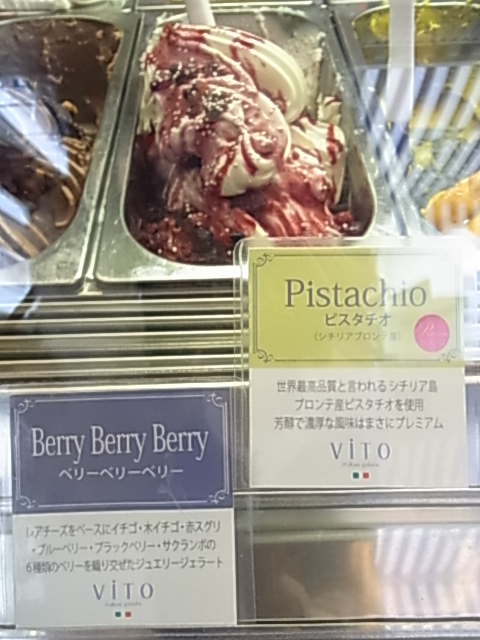 Pistachio
ピスタチオ
(シチリアブロンテ産)
世界最高品質と言われるシチリア島
ブロンテ産ピスタチオを使用
芳醇で濃厚な風味はまさにプレミアム
ViTO
Italian gelato
Berry Berry Berry
ベリーベリーベリー
レアチーズをベースにイチゴ・木イチゴ・赤スグリ
・ブルーベリー・ブラックベリー・サクランボの
6種類のベリーを織り交ぜたジュエリージェラート
ViTO
Italian gelato